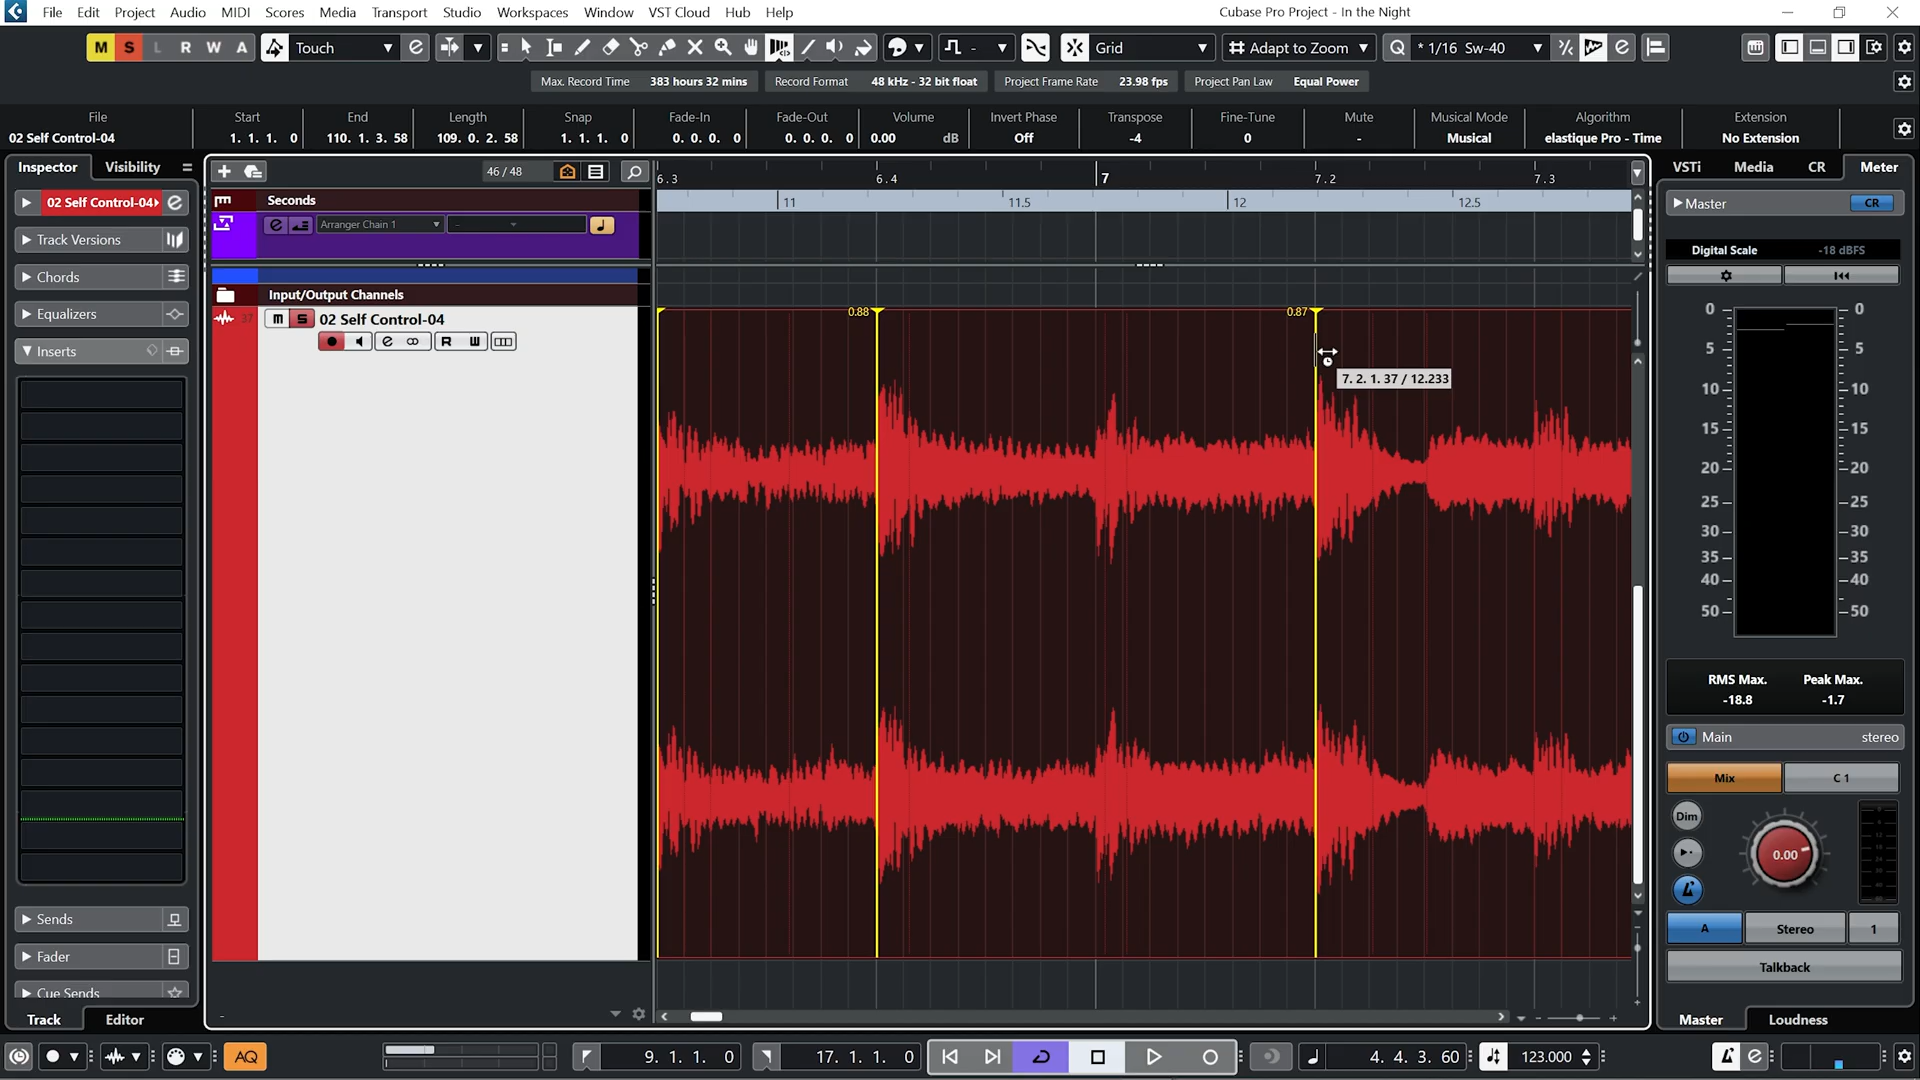 File Edit Project Audio MIDI Scores Media Transport Studio Workspaces Window VST Cloud Hub Help
Cubase Pro Project - In the Night
M S L R W A Touch Grid Adapt to Zoom Q * 1/16 Sw-40
Max. Record Time 383 hours 32 mins Record Format 48 kHz - 32 bit float Project Frame Rate 23.98 fps Project Pan Law Equal Power
File Start End Length Snap Fade-In Fade-Out Volume Invert Phase Transpose Fine-Tune Mute Musical Mode Algorithm Extension
02 Self Control-04 1. 1. 1. 0 110. 1. 3. 58 109. 0. 2. 58 1. 1. 1. 0 0. 0. 0. 0 0. 0. 0. 0 0.00 dB Off -4 0 - Musical elastique Pro - Time No Extension
Inspector Visibility
02 Self Control-04
Track Versions
Chords
Equalizers
Inserts
Sends
Fader
Cue Sends
Track Editor
46 / 48
Seconds
Arranger Chain 1
Input/Output Channels
37 m S 02 Self Control-04
R W
6.3 6.4 7 7.2 7.3
11 11.5 12 12.5
0.88 0.87
7. 2. 1. 37 / 12.233
VSTi Media CR Meter
Master CR
Digital Scale -18 dBFS
0 0
5 5
10 10
15 15
20 20
25 25
30 30
35 35
40 40
50 50
RMS Max. Peak Max.
-18.8 -1.7
Main stereo
Mix C 1
Dim
0.00
A Stereo 1
Talkback
Master Loudness
AQ 9. 1. 1. 0 17. 1. 1. 0 4. 4. 3. 60 123.000